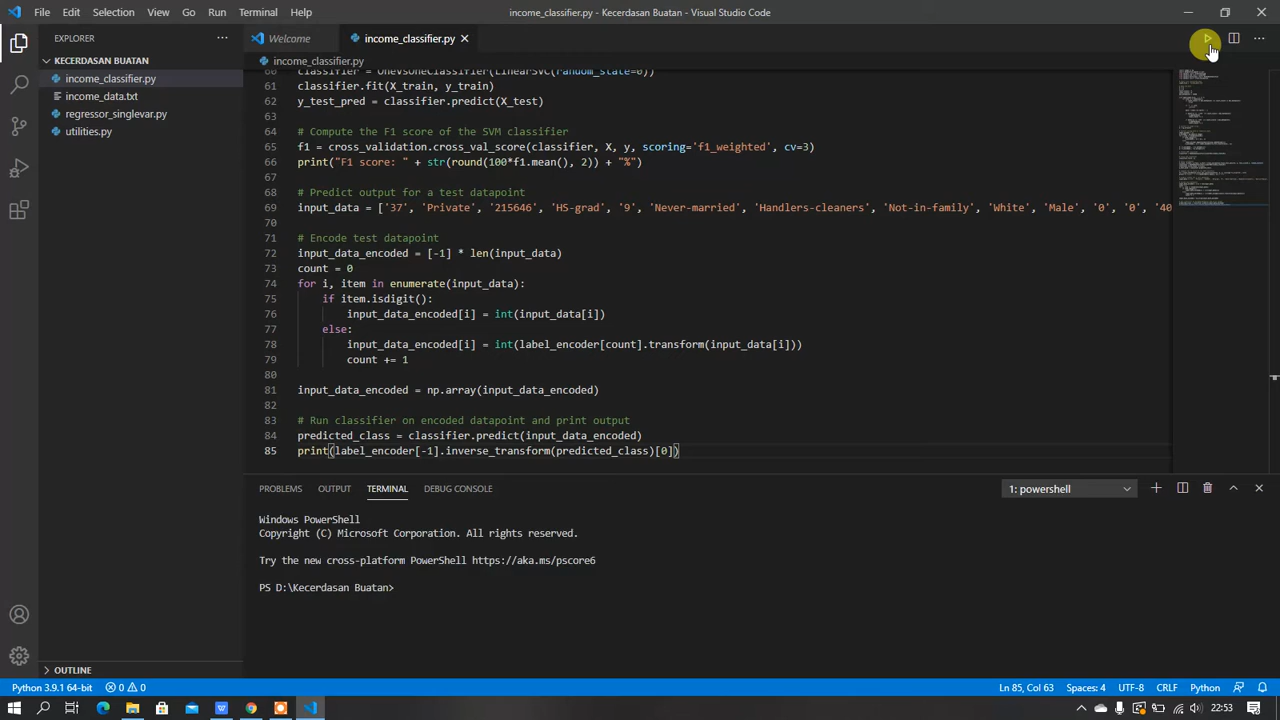 File Edit Selection View Go Run Terminal Help
income_classifier.py - Kecerdasan Buatan - Visual Studio Code
EXPLORER
Welcome
income_classifier.py
KECERDASAN BUATAN
income_classifier.py
income_data.txt
regressor_singlevar.py
utilities.py
OUTLINE
income_classifier.py
60 classifier = OneVsOneClassifier(LinearSVC(random_state=0))
61 classifier.fit(X_train, y_train)
62 y_test_pred = classifier.predict(X_test)
63
64 # Compute the F1 score of the SVM classifier
65 f1 = cross_validation.cross_val_score(classifier, X, y, scoring='f1_weighted', cv=3)
66 print("F1 score: " + str(round(100*f1.mean(), 2)) + "%")
67
68 # Predict output for a test datapoint
69 input_data = ['37', 'Private', '215646', 'HS-grad', '9', 'Never-married', 'Handlers-cleaners', 'Not-in-family', 'White', 'Male', '0', '0', '40
70
71 # Encode test datapoint
72 input_data_encoded = [-1] * len(input_data)
73 count = 0
74 for i, item in enumerate(input_data):
75 if item.isdigit():
76 input_data_encoded[i] = int(input_data[i])
77 else:
78 input_data_encoded[i] = int(label_encoder[count].transform(input_data[i]))
79 count += 1
80
81 input_data_encoded = np.array(input_data_encoded)
82
83 # Run classifier on encoded datapoint and print output
84 predicted_class = classifier.predict(input_data_encoded)
85 print(label_encoder[-1].inverse_transform(predicted_class)[0])
PROBLEMS OUTPUT TERMINAL DEBUG CONSOLE
1: powershell
Windows PowerShell
Copyright (C) Microsoft Corporation. All rights reserved.
Try the new cross-platform PowerShell https://aka.ms/pscore6
PS D:\Kecerdasan Buatan>
Python 3.9.1 64-bit 0 0
Ln 85, Col 63 Spaces: 4 UTF-8 CRLF Python
22:53